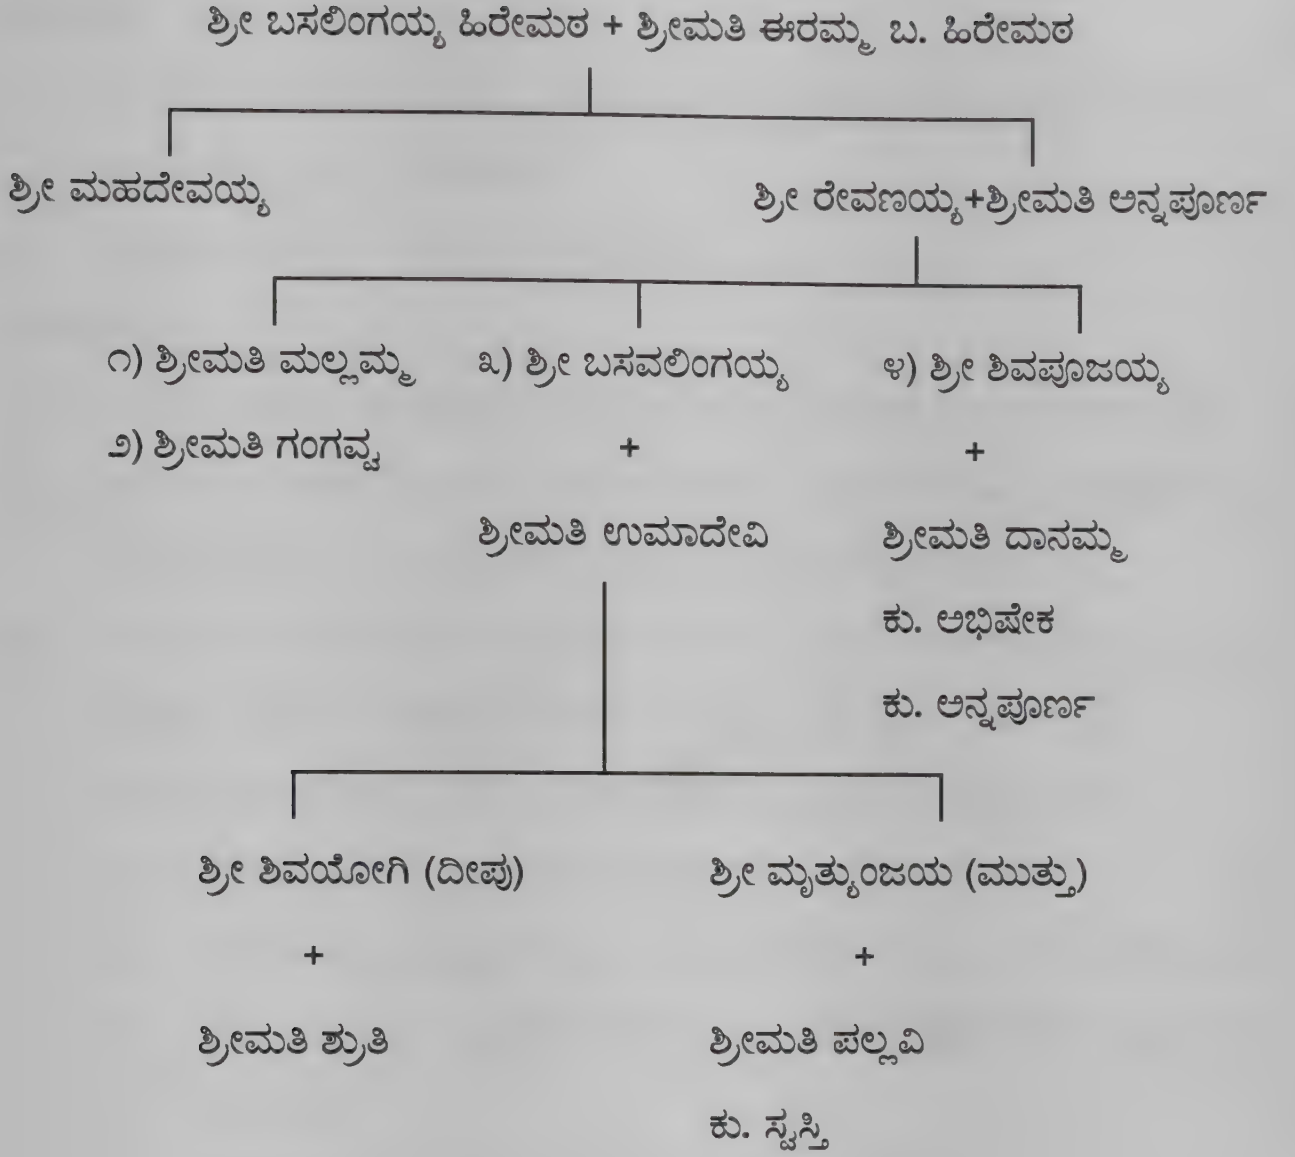 ಶ್ರೀ ಬಸಲಿಂಗಯ್ಯ ಹಿರೇಮಠ + ಶ್ರೀಮತಿ ಈರಮ್ಮ ಬ. ಹಿರೇಮಠ
ಶ್ರೀ ಮಹದೇವಯ್ಯ
ಶ್ರೀ ರೇವಣಯ್ಯ+ಶ್ರೀಮತಿ ಅನ್ನಪೂರ್ಣ
೧) ಶ್ರೀಮತಿ ಮಲ್ಲಮ್ಮ
೨) ಶ್ರೀಮತಿ ಗಂಗವ್ವ
೩) ಶ್ರೀ ಬಸವಲಿಂಗಯ್ಯ
+
ಶ್ರೀಮತಿ ಉಮಾದೇವಿ
೪) ಶ್ರೀ ಶಿವಪೂಜಯ್ಯ
+
ಶ್ರೀಮತಿ ದಾನಮ್ಮ
ಕು. ಅಭಿಷೇಕ
ಕು. ಅನ್ನಪೂರ್ಣ
ಶ್ರೀ ಶಿವಯೋಗಿ (ದೀಪು)
+
ಶ್ರೀಮತಿ ಶ್ರುತಿ
ಶ್ರೀ ಮೃತ್ಯುಂಜಯ (ಮುತ್ತು)
+
ಶ್ರೀಮತಿ ಪಲ್ಲವಿ
ಕು. ಸ್ವಸ್ತಿ